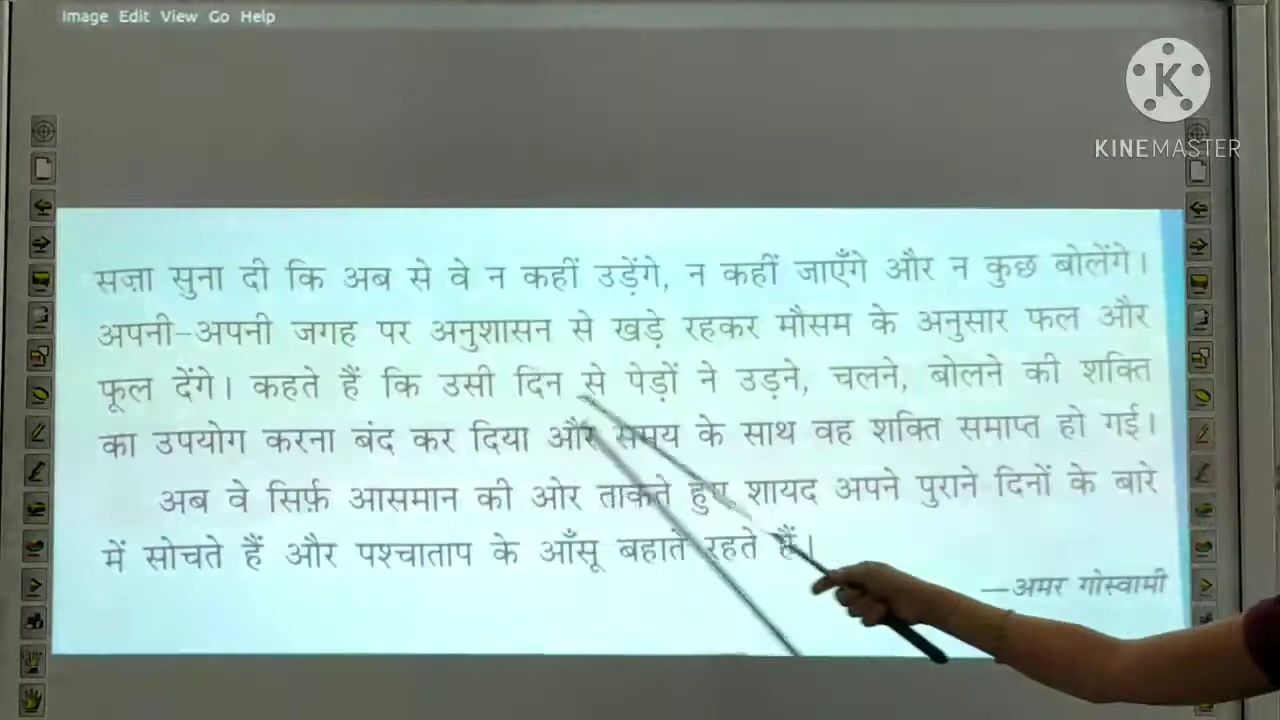 Image Edit View Go Help
K
KINEMASTER
सज़ा सुना दी कि अब से वे न कहीं उड़ेंगे, न कहीं जाएँगे और न कुछ बोलेंगे।
अपनी-अपनी जगह पर अनुशासन से खड़े रहकर मौसम के अनुसार फल और
फूल देंगे। कहते हैं कि उसी दिन से पेड़ों ने उड़ने, चलने, बोलने की शक्ति
का उपयोग करना बंद कर दिया और समय के साथ वह शक्ति समाप्त हो गई।
अब वे सिर्फ़ आसमान की ओर ताकते हुए शायद अपने पुराने दिनों के बारे
में सोचते हैं और पश्चाताप के आँसू बहाते रहते हैं।
—अमर गोस्वामी